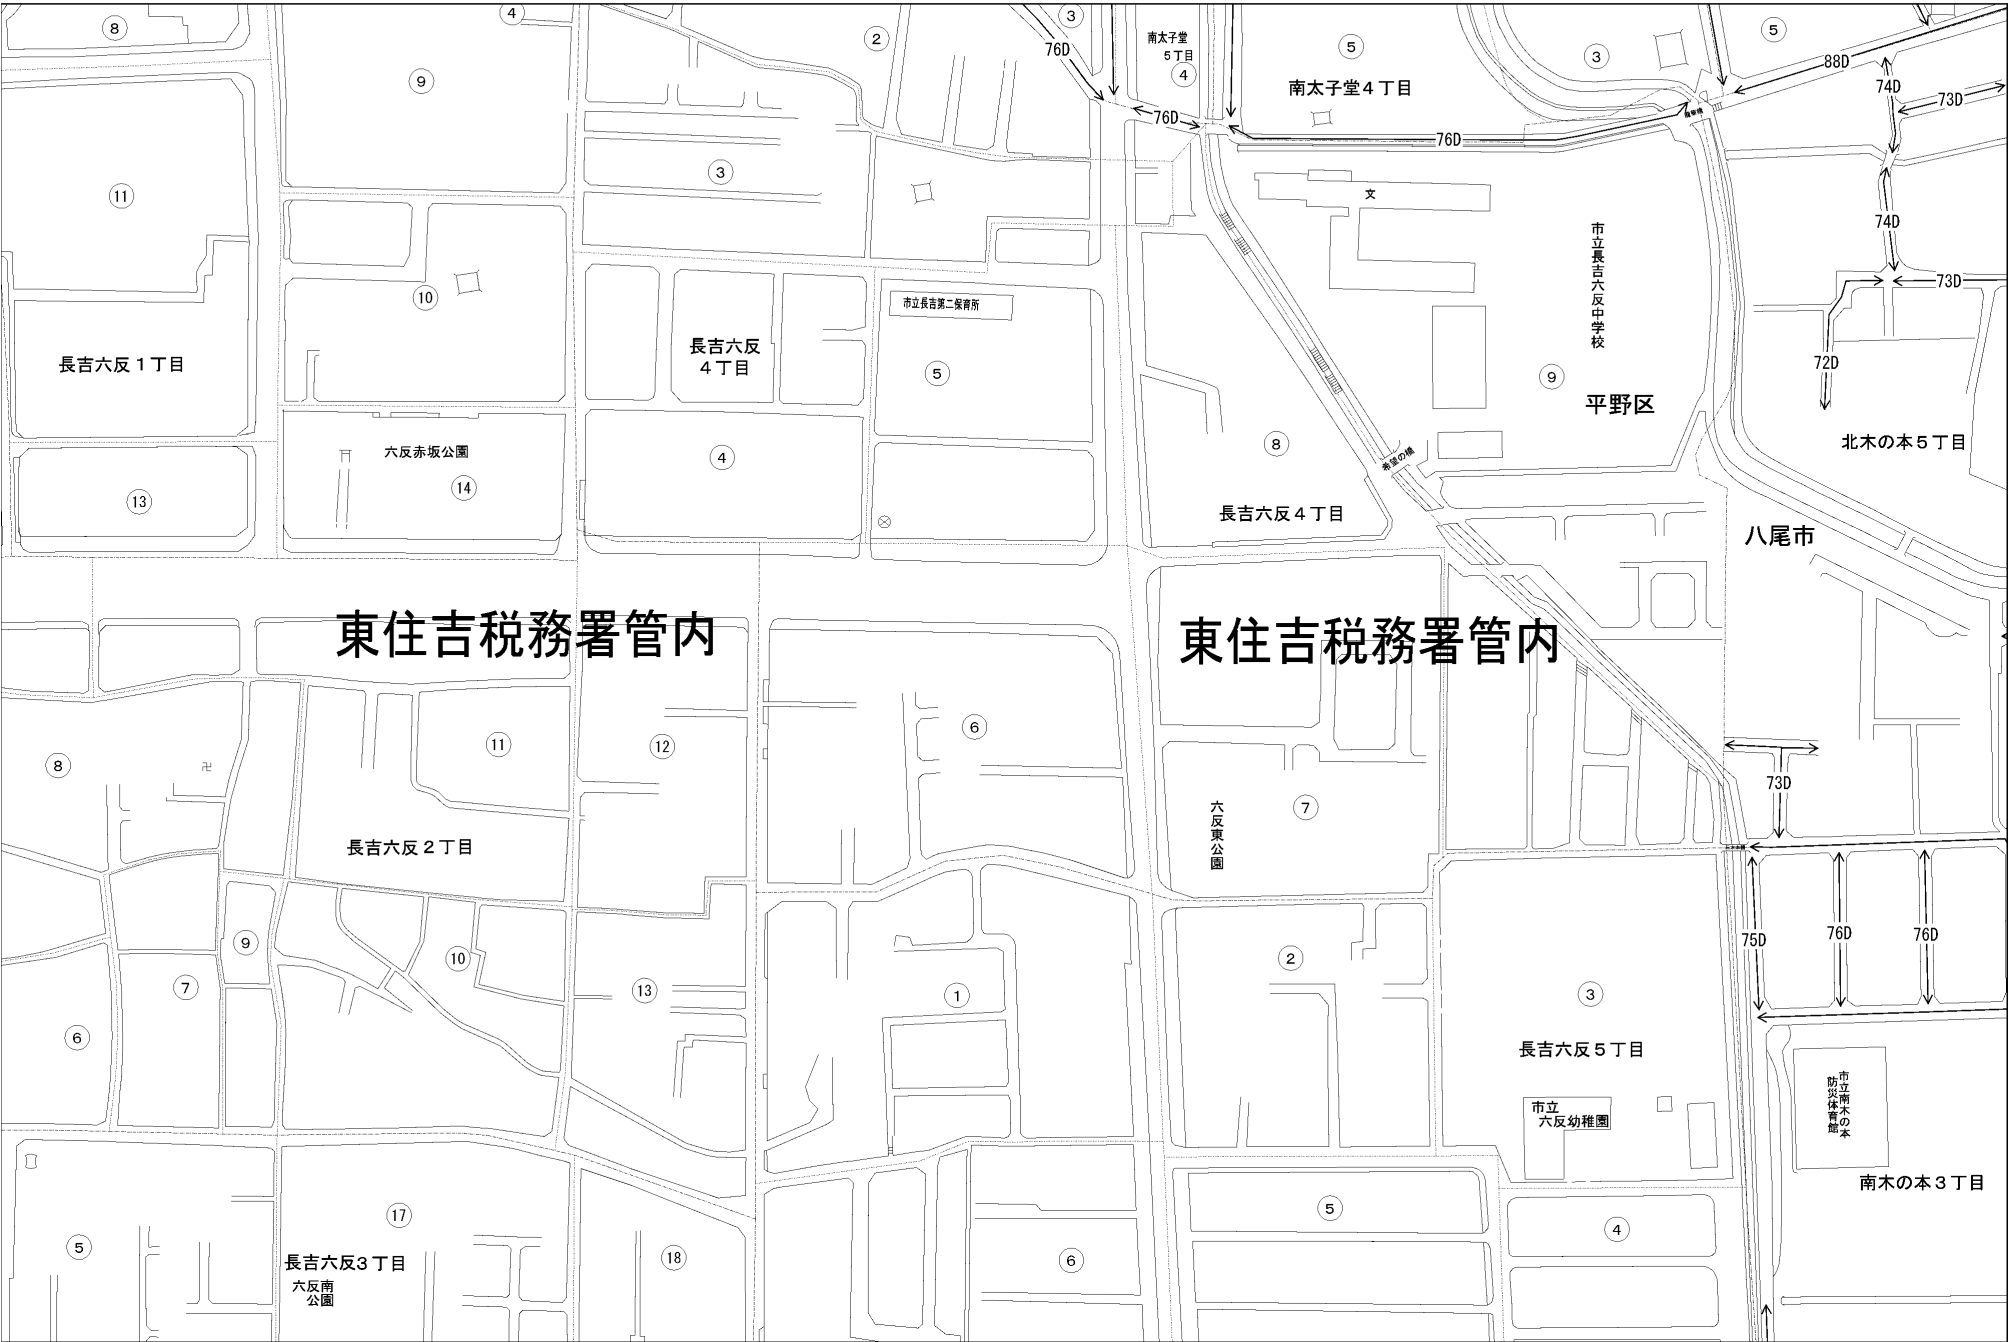 8
4
9
2
3
76D
南太子堂
5丁目
4
5
南太子堂4丁目
3
5
88D
74D
73D
76D
76D
11
3
文
74D
市立長吉六反中学校
73D
10
市立長吉第二保育所
長吉六反1丁目
長吉六反
4丁目
5
72D
9
平野区
六反赤坂公園
4
8
希望の橋
北木の本5丁目
13
14
長吉六反4丁目
八尾市
東住吉税務署管内
東住吉税務署管内
8
卍
11
12
6
73D
7
六反東公園
長吉六反2丁目
9
10
7
13
1
2
3
75D
76D
76D
6
長吉六反5丁目
市立
六反幼稚園
市立南木の本
防災体育館
南木の本3丁目
5
17
長吉六反3丁目
六反南
公園
18
6
5
4